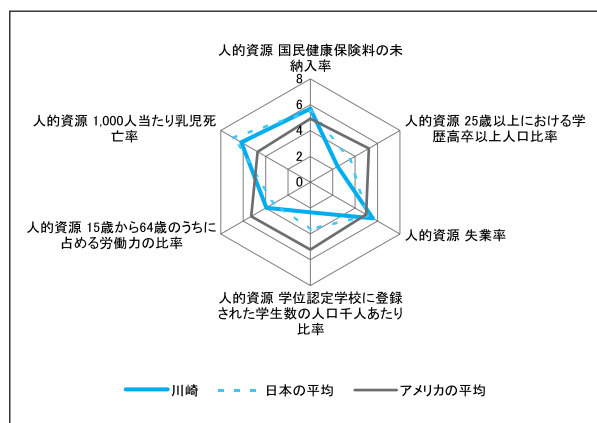 人的資源 国民健康保険料の未
納入率
8
6
4
2
0
人的資源 25歳以上における学
歴高卒以上人口比率
人的資源 失業率
人的資源 学位認定学校に登録
された学生数の人口千人あたり
比率
人的資源 15歳から64歳のうちに
占める労働力の比率
人的資源 1,000人当たり乳児死
亡率
川崎
日本の平均
アメリカの平均